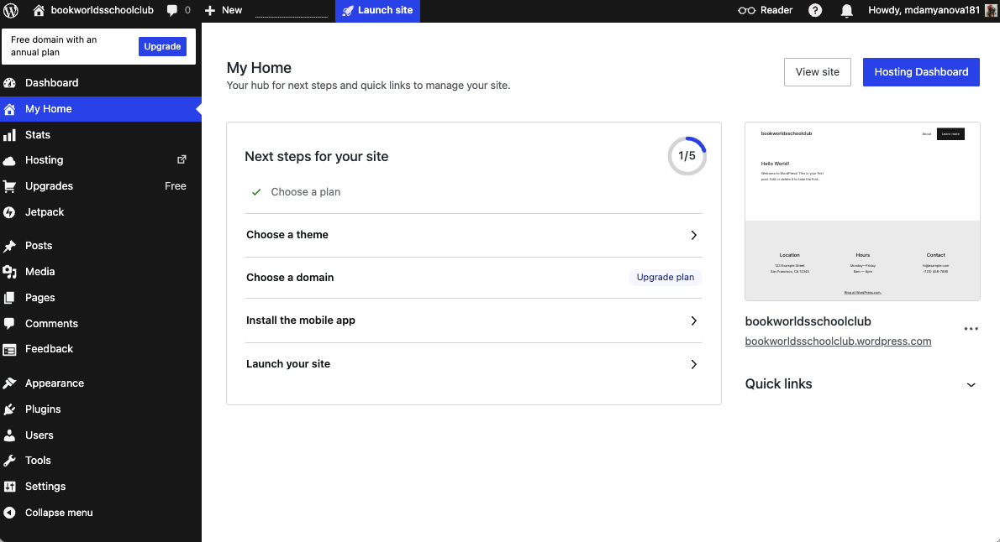 bookworldsschoolclub 0 New Launch site Reader Howdy, mdamyanova181
Free domain with an
annual plan
Upgrade
Dashboard
My Home
Stats
Hosting
Upgrades Free
Jetpack
Posts
Media
Pages
Comments
Feedback
Appearance
Plugins
Users
Tools
Settings
Collapse menu
My Home
Your hub for next steps and quick links to manage your site.
View site
Hosting Dashboard
Next steps for your site
1/5
Choose a plan
Choose a theme
Choose a domain Upgrade plan
Install the mobile app
Launch your site
bookworldsschoolclub About Learn more
Hello World!
Welcome to WordPress! This is your first
post. Edit or delete it to take the first...
Location Hours Contact
123 Example Street Monday—Friday hi@example.com
San Francisco, CA 12345 8am — 8pm (123) 456-7890
Blog at WordPress.com.
bookworldsschoolclub
bookworldsschoolclub.wordpress.com
Quick links